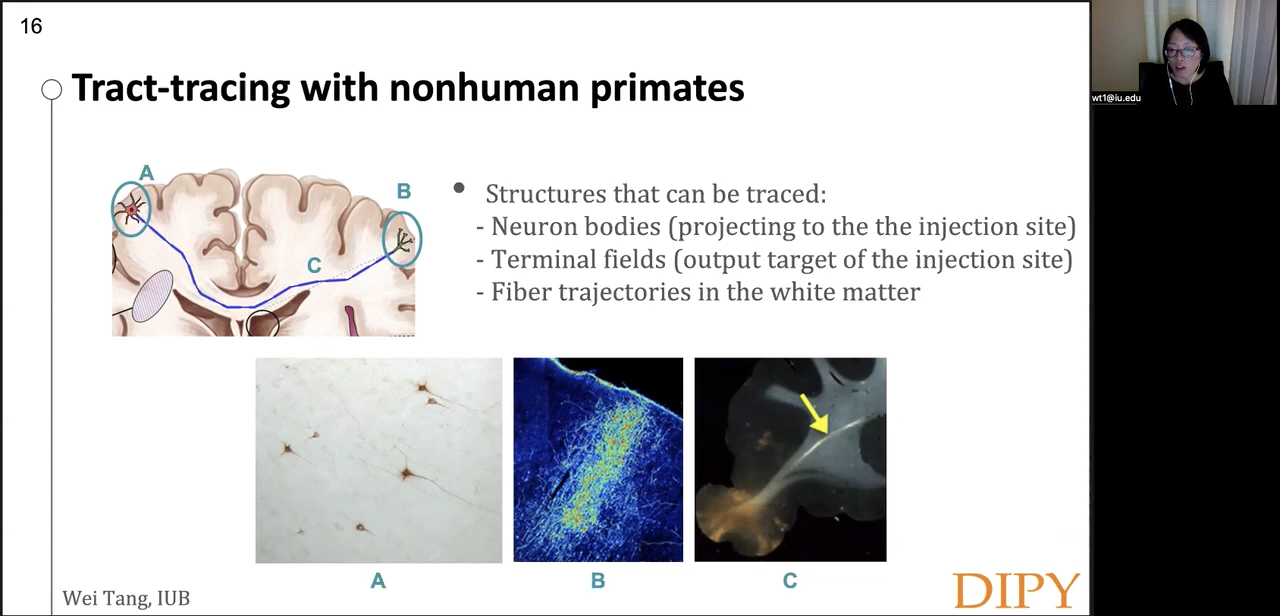 16
Tract-tracing with nonhuman primates
A
B
C
• Structures that can be traced:
- Neuron bodies (projecting to the the injection site)
- Terminal fields (output target of the injection site)
- Fiber trajectories in the white matter
A
B
C
Wei Tang, IUB
DIPY
wt1@iu.edu